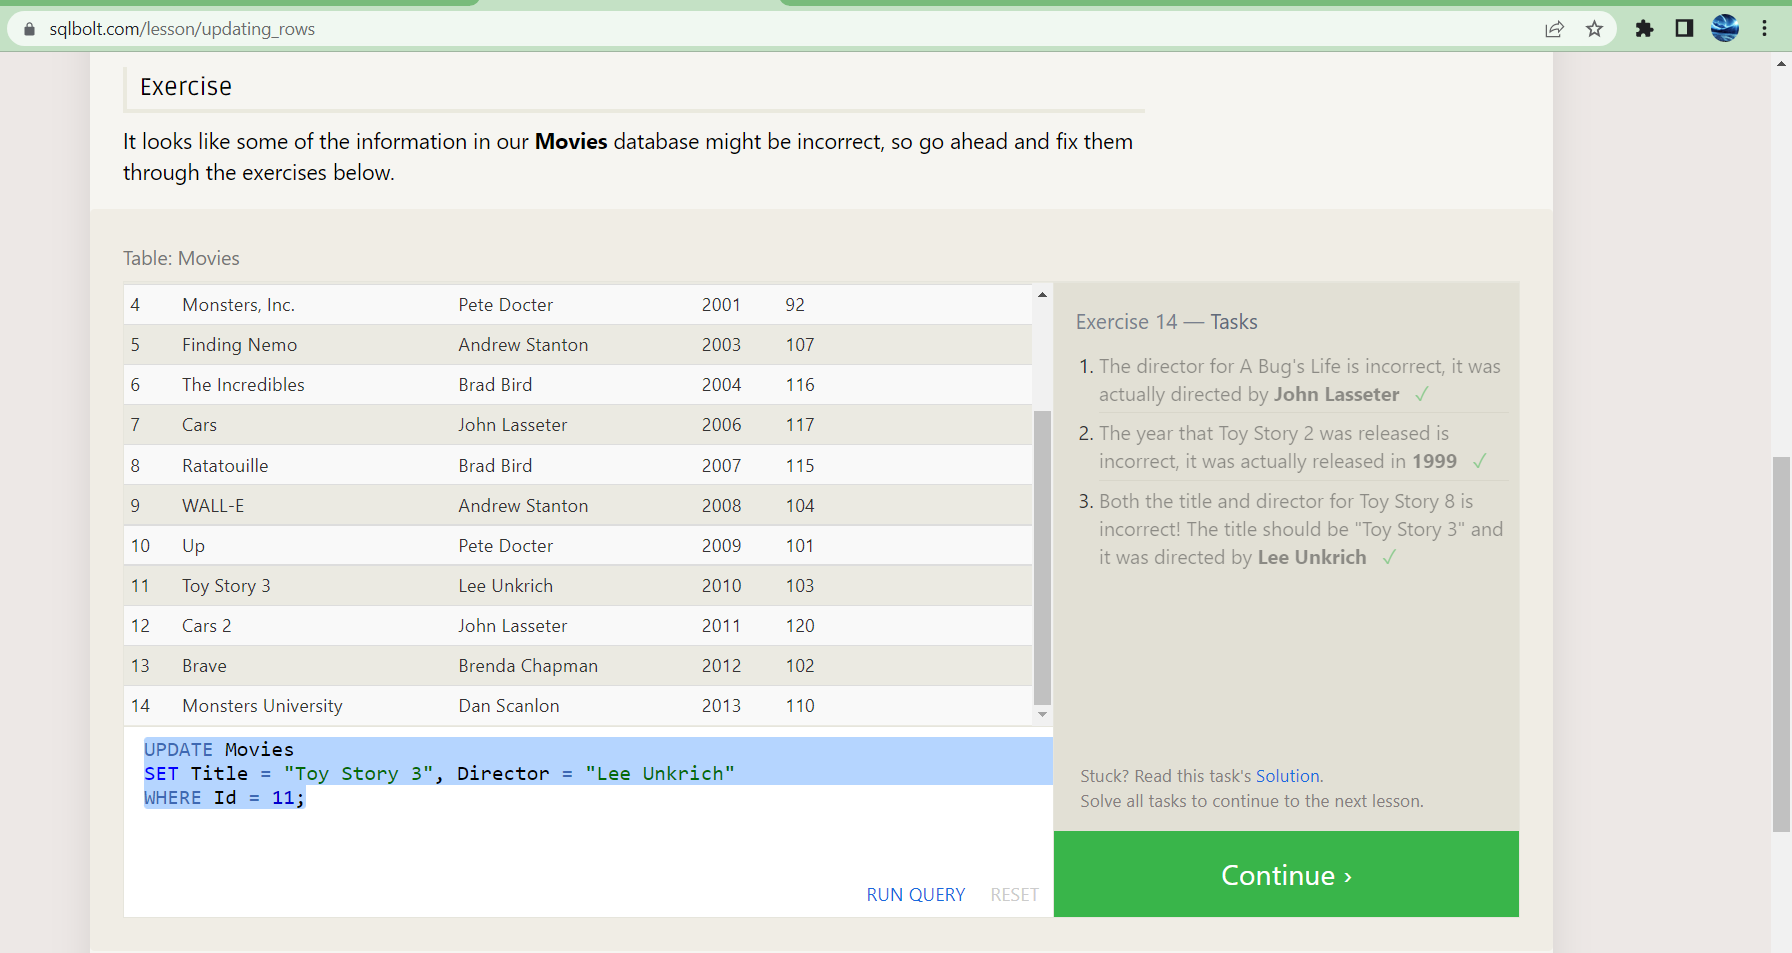 sqlbolt.com/lesson/updating_rows
Exercise
It looks like some of the information in our Movies database might be incorrect, so go ahead and fix them
through the exercises below.
Table: Movies
4 Monsters, Inc. Pete Docter 2001 92
5 Finding Nemo Andrew Stanton 2003 107
6 The Incredibles Brad Bird 2004 116
7 Cars John Lasseter 2006 117
8 Ratatouille Brad Bird 2007 115
9 WALL-E Andrew Stanton 2008 104
10 Up Pete Docter 2009 101
11 Toy Story 3 Lee Unkrich 2010 103
12 Cars 2 John Lasseter 2011 120
13 Brave Brenda Chapman 2012 102
14 Monsters University Dan Scanlon 2013 110
UPDATE Movies
SET Title = "Toy Story 3", Director = "Lee Unkrich"
WHERE Id = 11;
RUN QUERY RESET
Exercise 14 — Tasks
1. The director for A Bug's Life is incorrect, it was
actually directed by John Lasseter ✓
2. The year that Toy Story 2 was released is
incorrect, it was actually released in 1999 ✓
3. Both the title and director for Toy Story 8 is
incorrect! The title should be "Toy Story 3" and
it was directed by Lee Unkrich ✓
Stuck? Read this task's Solution.
Solve all tasks to continue to the next lesson.
Continue ›